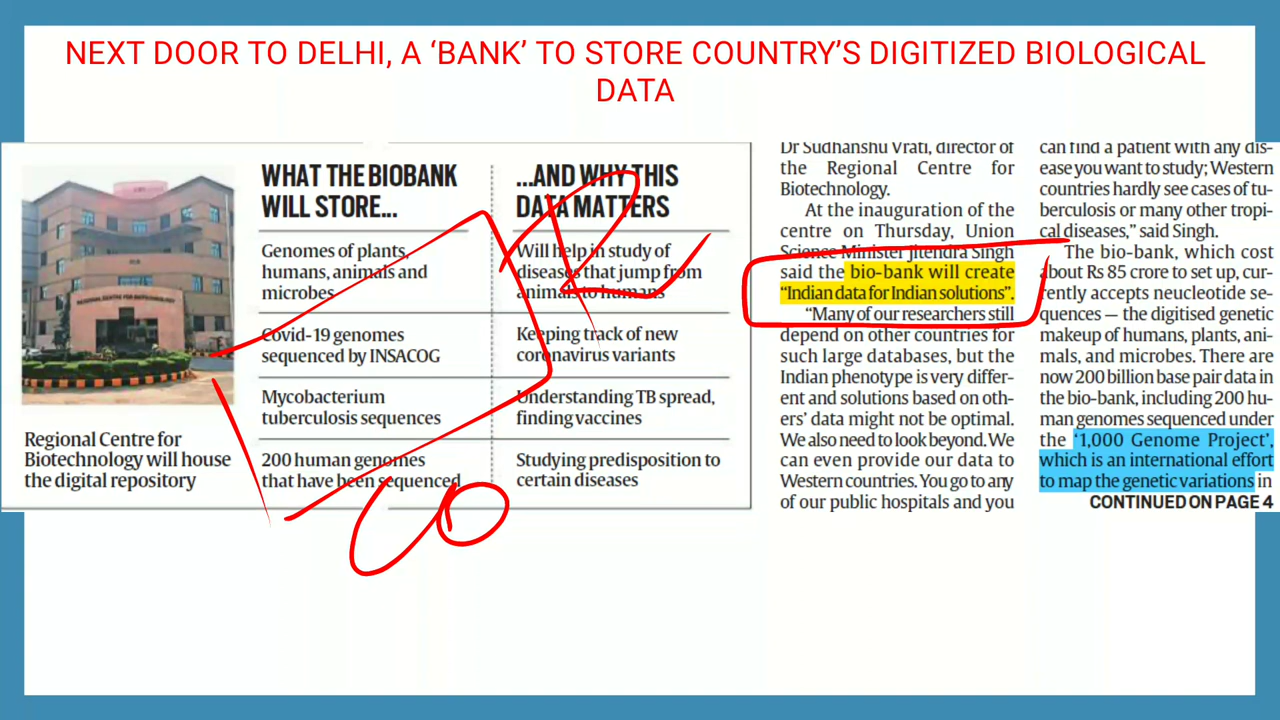 NEXT DOOR TO DELHI, A ‘BANK’ TO STORE COUNTRY’S DIGITIZED BIOLOGICAL
DATA
REGIONAL CENTRE FOR BIOTECHNOLOGY
Regional Centre for
Biotechnology will house
the digital repository
WHAT THE BIOBANK
WILL STORE...
Genomes of plants,
humans, animals and
microbes
Covid-19 genomes
sequenced by INSACOG
Mycobacterium
tuberculosis sequences
200 human genomes
that have been sequenced
...AND WHY THIS
DATA MATTERS
Will help in study of
diseases that jump from
animals to humans
Keeping track of new
coronavirus variants
Understanding TB spread,
finding vaccines
Studying predisposition to
certain diseases
Dr Sudhanshu Vrati, director of
the Regional Centre for
Biotechnology.
At the inauguration of the
centre on Thursday, Union
Science Minister Jitendra Singh
said the bio-bank will create
“Indian data for Indian solutions”.
“Many of our researchers still
depend on other countries for
such large databases, but the
Indian phenotype is very differ-
ent and solutions based on oth-
ers’ data might not be optimal.
We also need to look beyond. We
can even provide our data to
Western countries. You go to any
of our public hospitals and you
can find a patient with any dis-
ease you want to study; Western
countries hardly see cases of tu-
berculosis or many other tropi-
cal diseases,” said Singh.
The bio-bank, which cost
about Rs 85 crore to set up, cur-
rently accepts neucleotide se-
quences — the digitised genetic
makeup of humans, plants, ani-
mals, and microbes. There are
now 200 billion base pair data in
the bio-bank, including 200 hu-
man genomes sequenced under
the ‘1,000 Genome Project’,
which is an international effort
to map the genetic variations in
CONTINUED ON PAGE 4